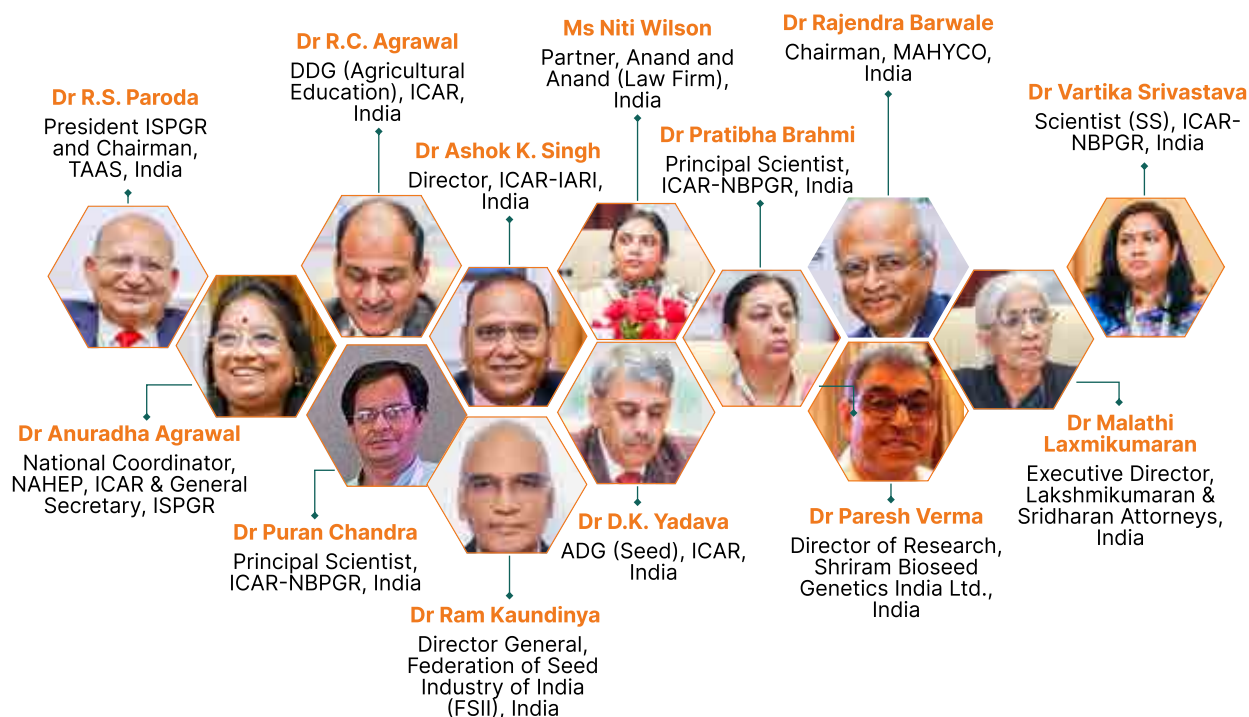 Dr R.S. Paroda
President ISPGR
and Chairman,
TAAS, India
Dr R.C. Agrawal
DDG (Agricultural
Education), ICAR,
India
Dr Ashok K. Singh
Director, ICAR-IARI,
India
Ms Niti Wilson
Partner, Anand and
Anand (Law Firm),
India
Dr Pratibha Brahmi
Principal Scientist,
ICAR-NBPGR, India
Dr Rajendra Barwale
Chairman, MAHYCO,
India
Dr Vartika Srivastava
Scientist (SS), ICAR-
NBPGR, India
Dr Anuradha Agrawal
National Coordinator,
NAHEP, ICAR & General
Secretary, ISPGR
Dr Puran Chandra
Principal Scientist,
ICAR-NBPGR, India
Dr Ram Kaundinya
Director General,
Federation of Seed
Industry of India
(FSII), India
Dr D.K. Yadava
ADG (Seed), ICAR,
India
Dr Paresh Verma
Director of Research,
Shriram Bioseed
Genetics India Ltd.,
India
Dr Malathi
Laxmikumaran
Executive Director,
Lakshmikumaran &
Sridharan Attorneys,
India